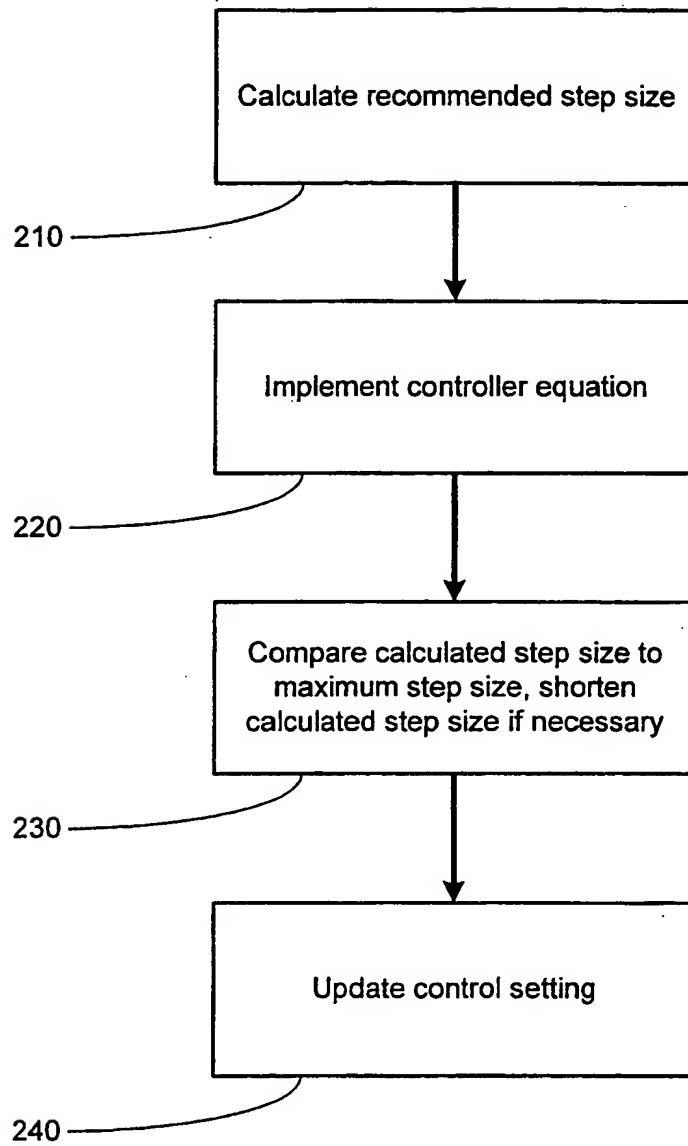 Calculate recommended step size
210
Implement controller equation
220
Compare calculated step size to
maximum step size, shorten
calculated step size if necessary
230
Update control setting
240